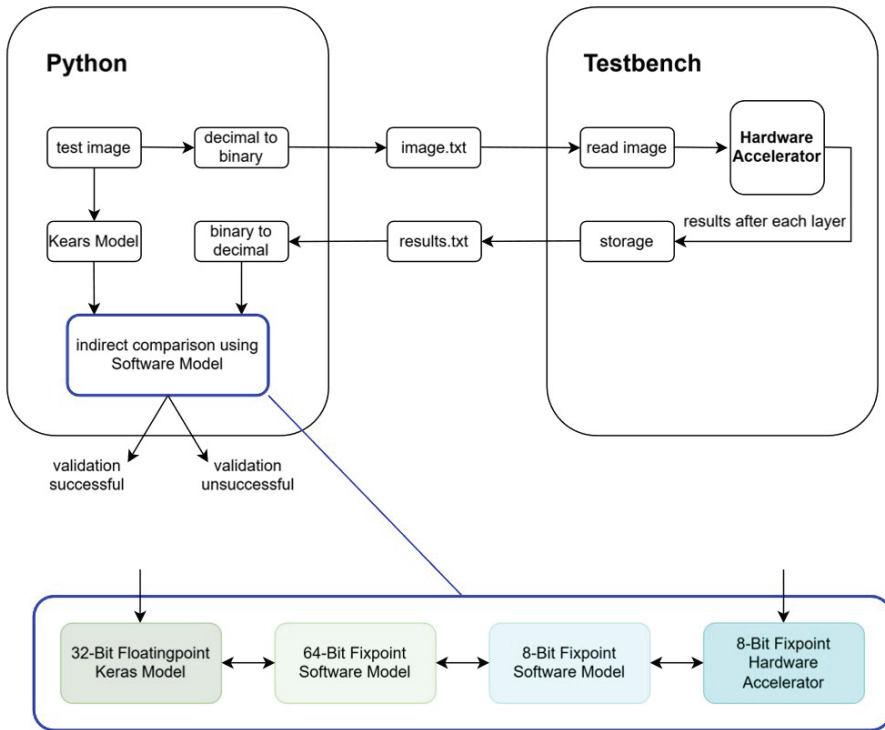 Python
Testbench
test image
decimal to
binary
image.txt
read image
Hardware
Accelerator
Kears Model
binary to
decimal
results.txt
storage
results after each layer
indirect comparison using
Software Model
validation
successful
validation
unsuccessful
32-Bit Floatingpoint
Keras Model
64-Bit Fixpoint
Software Model
8-Bit Fixpoint
Software Model
8-Bit Fixpoint
Hardware
Accelerator